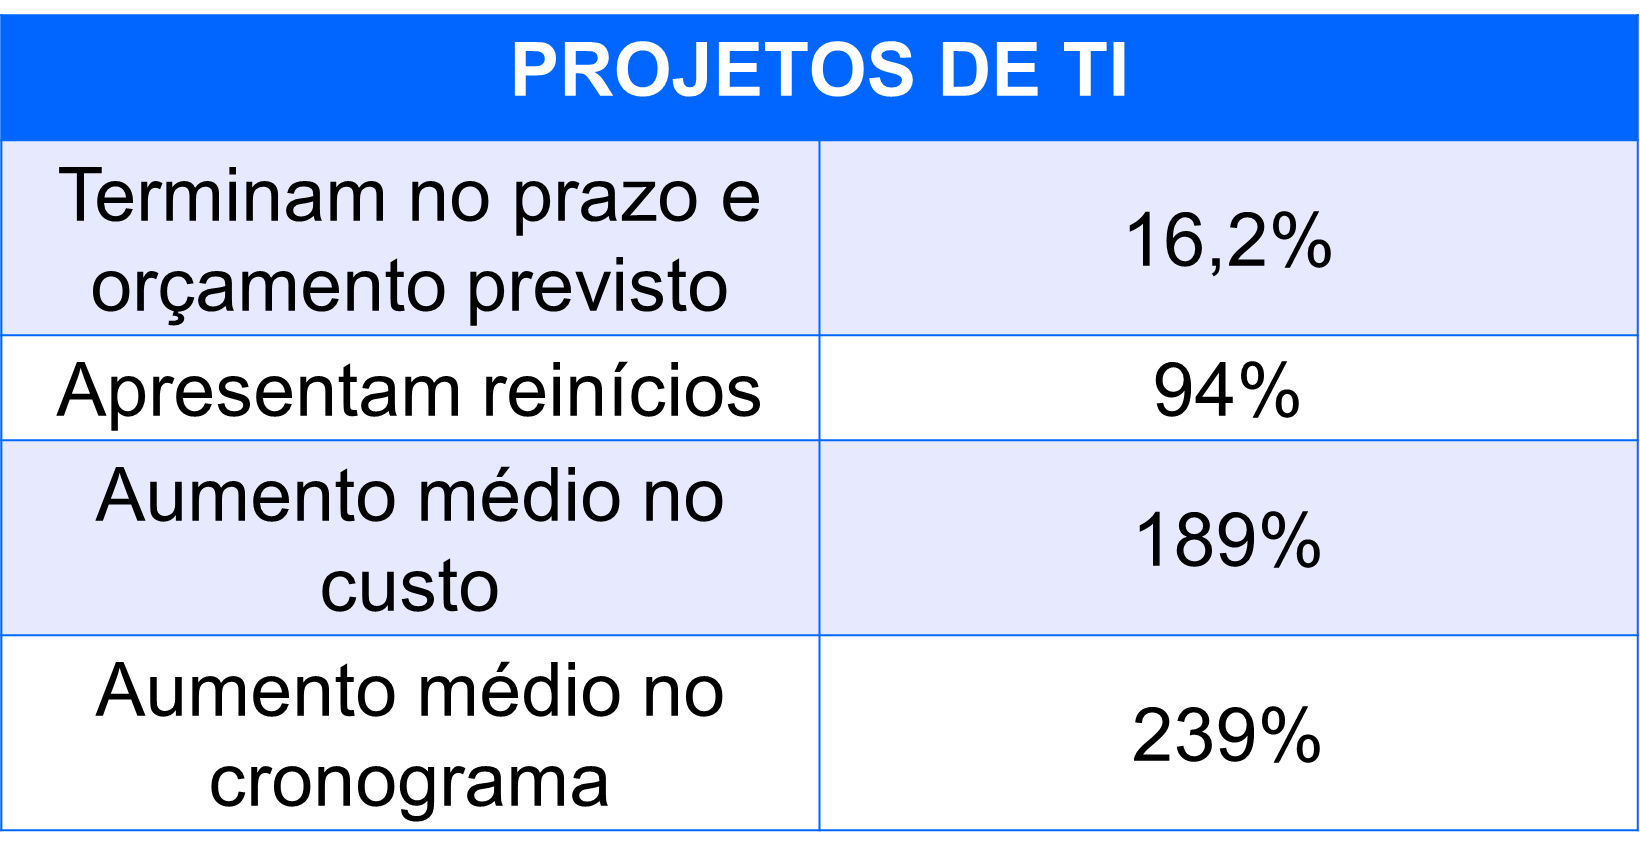 PROJETOS DE TI
Terminam no prazo e
orçamento previsto
16,2%
Apresentam reinícios
94%
Aumento médio no
custo
189%
Aumento médio no
cronograma
239%